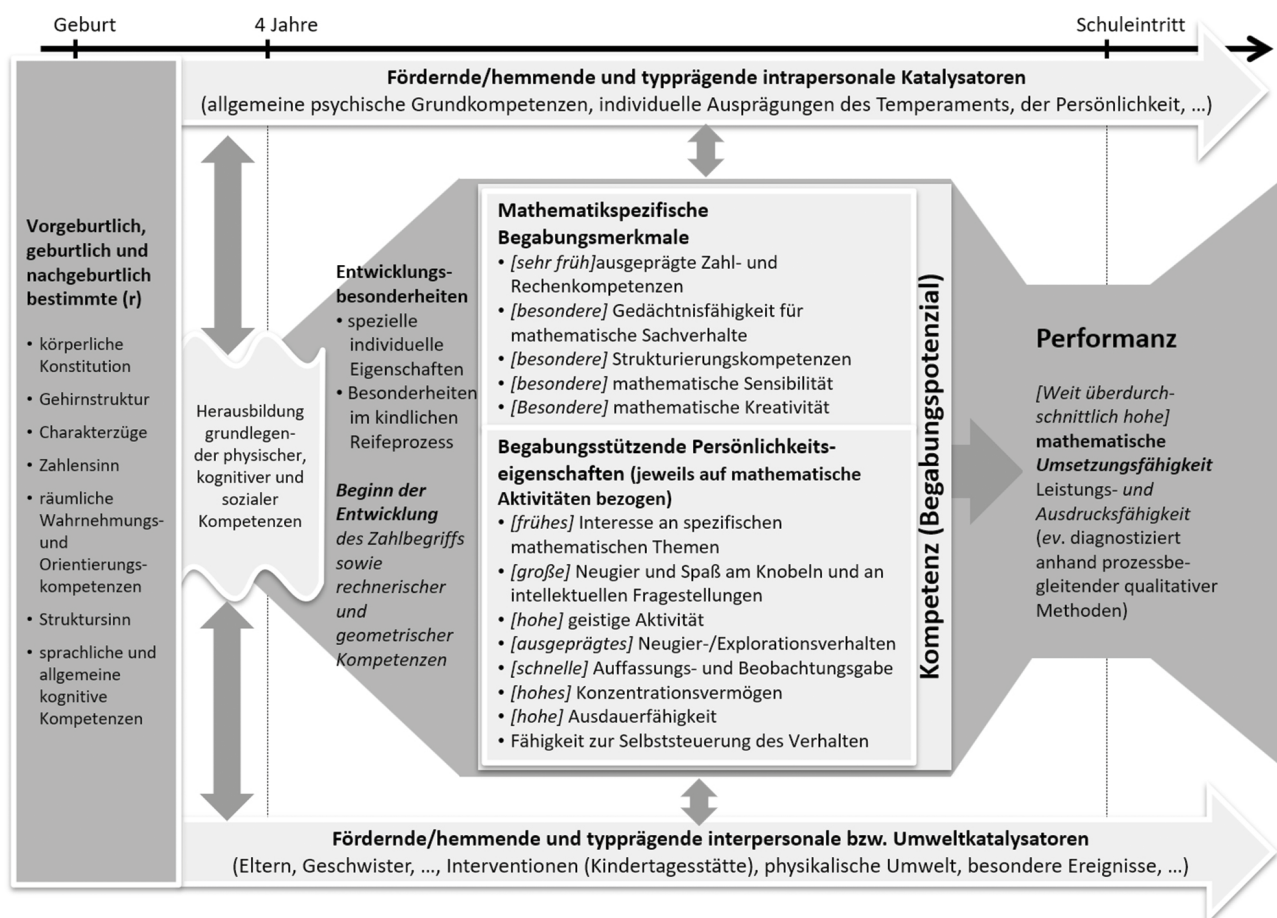 Geburt
4 Jahre
Schuleintritt
Fördernde/hemmende und typprägende intrapersonale Katalysatoren
(allgemeine psychische Grundkompetenzen, individuelle Ausprägungen des Temperaments, der Persönlichkeit, ...)
Vorgeburtlich,
geburtlich und
nachgeburtlich
bestimmte (r)
• körperliche
Konstitution
• Gehirnstruktur
• Charakterzüge
• Zahlensinn
• räumliche
Wahrnehmungs-
und
Orientierungs-
kompetenzen
• Struktursinn
• sprachliche und
allgemeine
kognitive
Kompetenzen
Herausbildung
grundlegen-
der physischer,
kognitiver und
sozialer
Kompetenzen
Entwicklungs-
besonderheiten
• spezielle
individuelle
Eigenschaften
• Besonderheiten
im kindlichen
Reifeprozess
Beginn der
Entwicklung
des Zahlbegriffs
sowie
rechnerischer
und
geometrischer
Kompetenzen
Mathematikspezifische
Begabungsmerkmale
• [sehr früh]ausgeprägte Zahl- und
Rechenkompetenzen
• [besondere] Gedächtnisfähigkeit für
mathematische Sachverhalte
• [besondere] Strukturierungskompetenzen
• [besondere] mathematische Sensibilität
• [Besondere] mathematische Kreativität
Begabungsstützende Persönlichkeits-
eigenschaften (jeweils auf mathematische
Aktivitäten bezogen)
• [frühes] Interesse an spezifischen
mathematischen Themen
• [große] Neugier und Spaß am Knobeln und an
intellektuellen Fragestellungen
• [hohe] geistige Aktivität
• [ausgeprägtes] Neugier-/Explorationsverhalten
• [schnelle] Auffassungs- und Beobachtungsgabe
• [hohes] Konzentrationsvermögen
• [hohe] Ausdauerfähigkeit
• Fähigkeit zur Selbststeuerung des Verhalten
Kompetenz (Begabungspotenzial)
Performanz
[Weit überdurch-
schnittlich hohe]
mathematische
Umsetzungsfähigkeit
Leistungs- und
Ausdrucksfähigkeit
(ev. diagnostiziert
anhand prozessbe-
gleitender qualitativer
Methoden)
Fördernde/hemmende und typprägende interpersonale bzw. Umweltkatalysatoren
(Eltern, Geschwister, ..., Interventionen (Kindertagesstätte), physikalische Umwelt, besondere Ereignisse, ...)